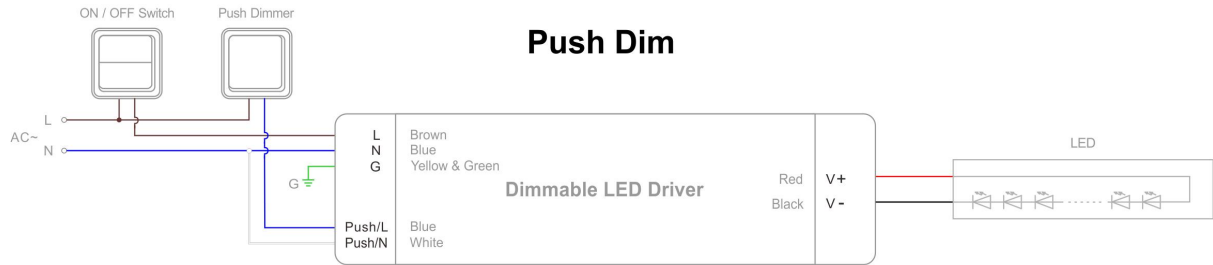 ON / OFF Switch
Push Dimmer
Push Dim
L
AC~
N
L
Brown
N
Blue
G
Yellow & Green
G
Dimmable LED Driver
Push/L
Blue
Push/N
White
Red
V+
Black
V-
LED